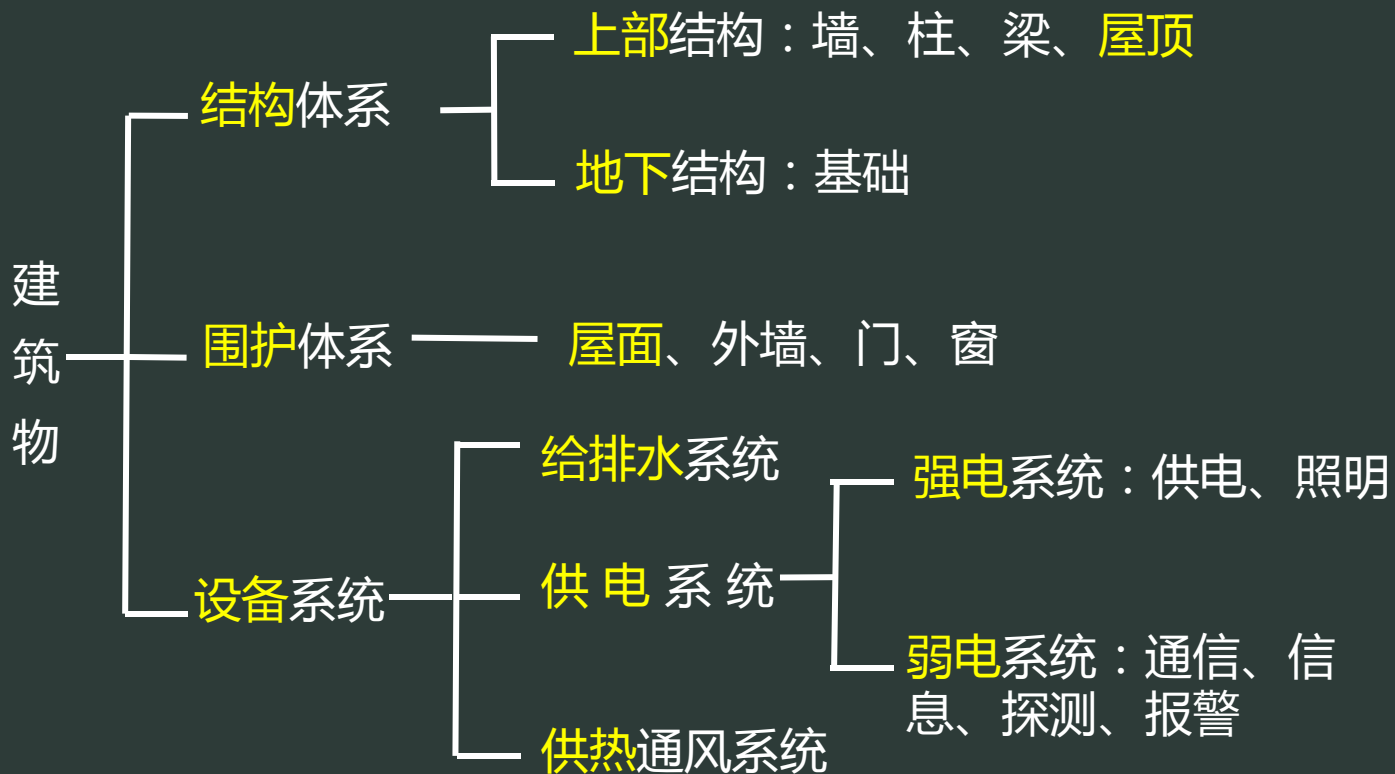 建筑物
结构体系
上部结构：墙、柱、梁、屋顶
地下结构：基础
围护体系
屋面、外墙、门、窗
设备系统
给排水系统
供电系统
强电系统：供电、照明
弱电系统：通信、信
息、探测、报警
供热通风系统